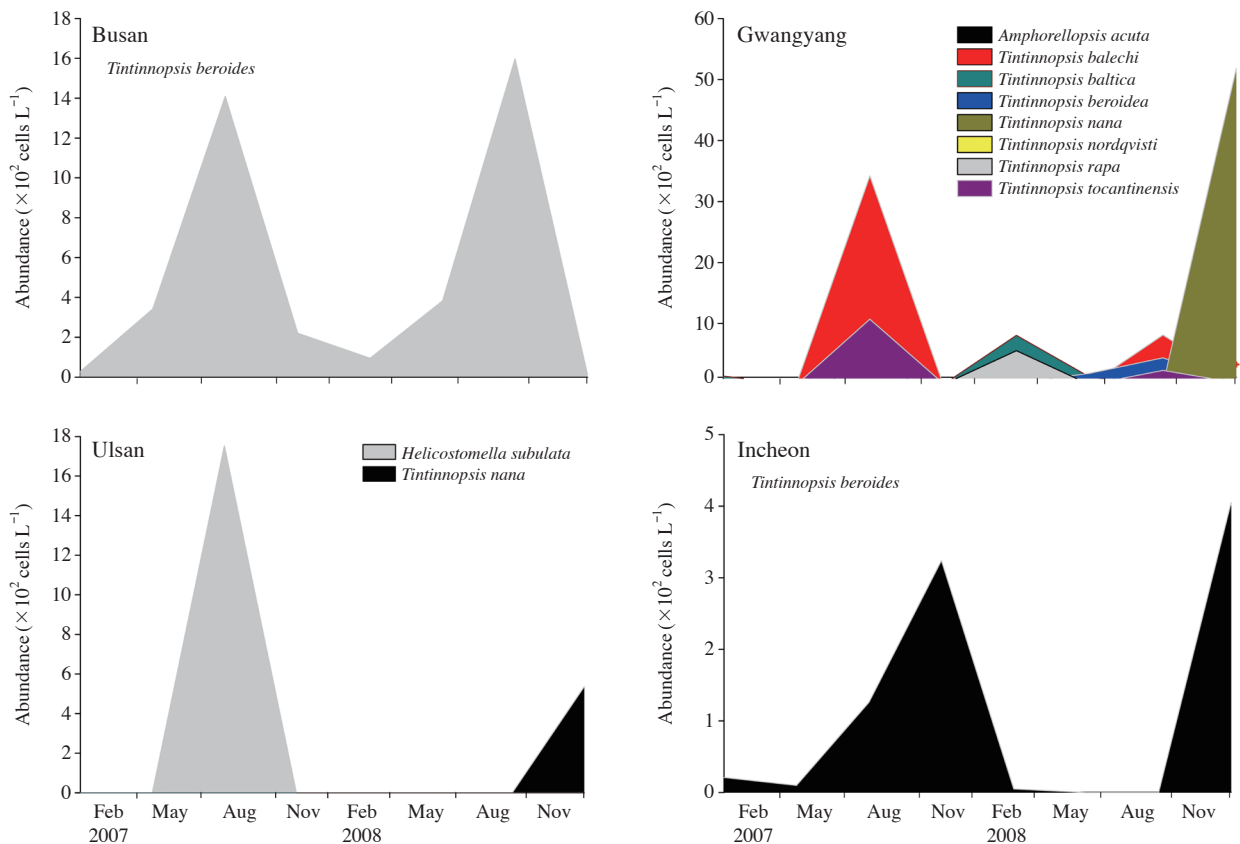 Busan
Tintinnopsis beroides
Abundance (×10² cells L⁻¹)
18
16
14
12
10
8
6
4
2
0
Gwangyang
Amphorellopsis acuta
Tintinnopsis balechi
Tintinnopsis baltica
Tintinnopsis beroidea
Tintinnopsis nana
Tintinnopsis nordqvisti
Tintinnopsis rapa
Tintinnopsis tocantinensis
Abundance (×10² cells L⁻¹)
60
50
40
30
20
10
0
Ulsan
Helicostomella subulata
Tintinnopsis nana
Abundance (×10² cells L⁻¹)
18
16
14
12
10
8
6
4
2
0
Feb May Aug Nov Feb May Aug Nov
2007 2008
Incheon
Tintinnopsis beroides
Abundance (×10² cells L⁻¹)
5
4
3
2
1
0
Feb May Aug Nov Feb May Aug Nov
2007 2008